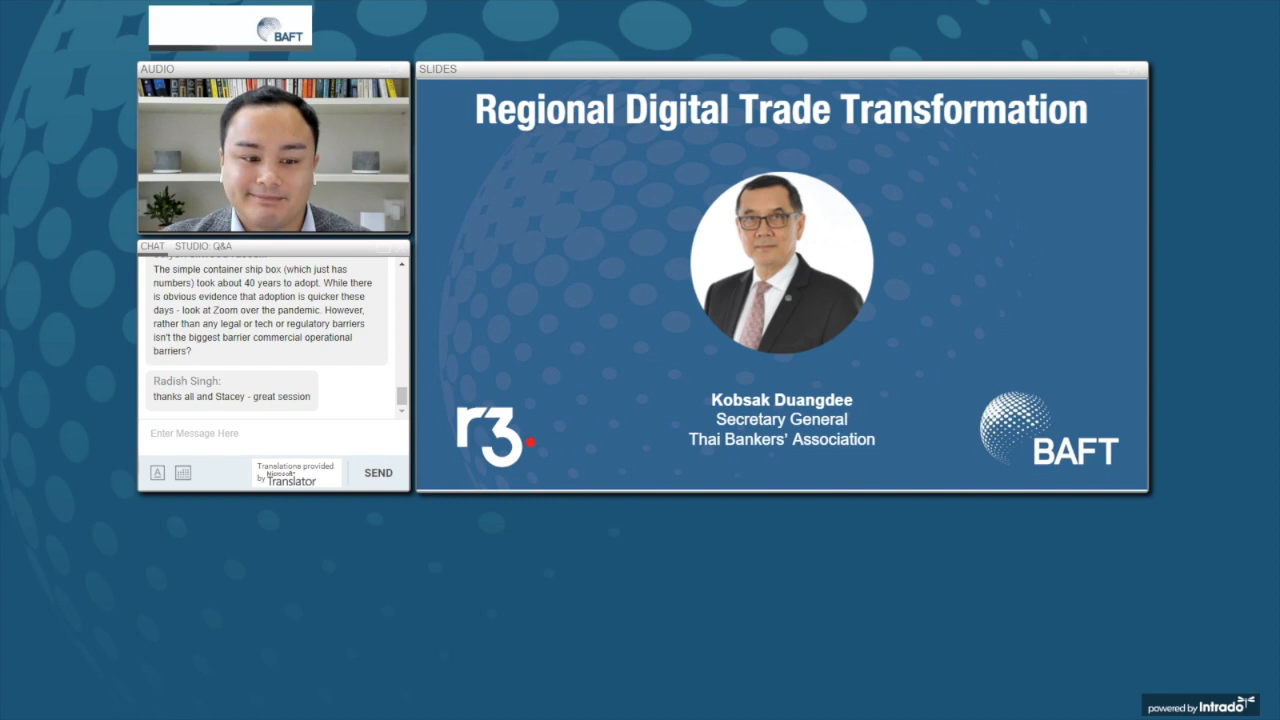 BAFT
AUDIO
SLIDES
Regional Digital Trade Transformation
CHAT STUDIO: Q&A
The simple container ship box (which just has
numbers) took about 40 years to adopt. While there
is obvious evidence that adoption is quicker these
days - look at Zoom over the pandemic. However,
rather than any legal or tech or regulatory barriers
isn't the biggest barrier commercial operational
barriers?
Radish Singh:
thanks all and Stacey - great session
Enter Message Here
A
Translations provided
by Microsoft®
Translator
SEND
Kobsak Duangdee
Secretary General
Thai Bankers' Association
r3.
BAFT
powered by Intrado